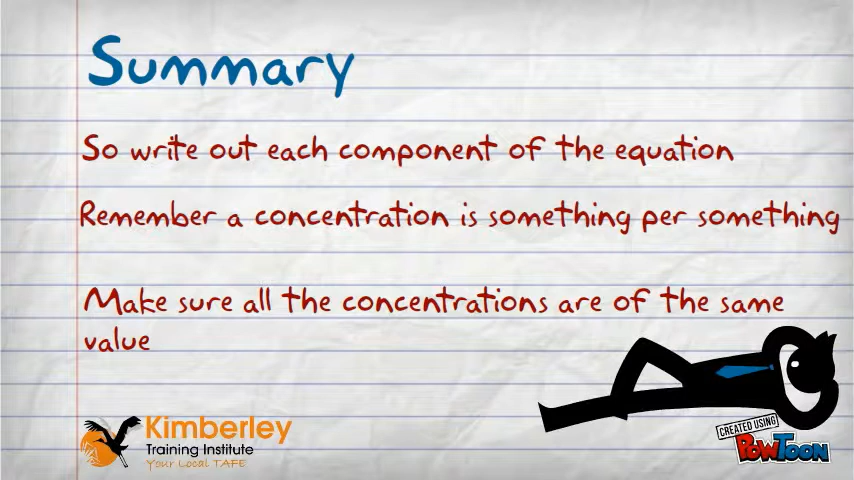 Summary
So write out each component of the equation
Remember a concentration is something per something
Make sure all the concentrations are of the same
value
Kimberley
Training Institute
Your Local TAFE
CREATED USING
POWTOON